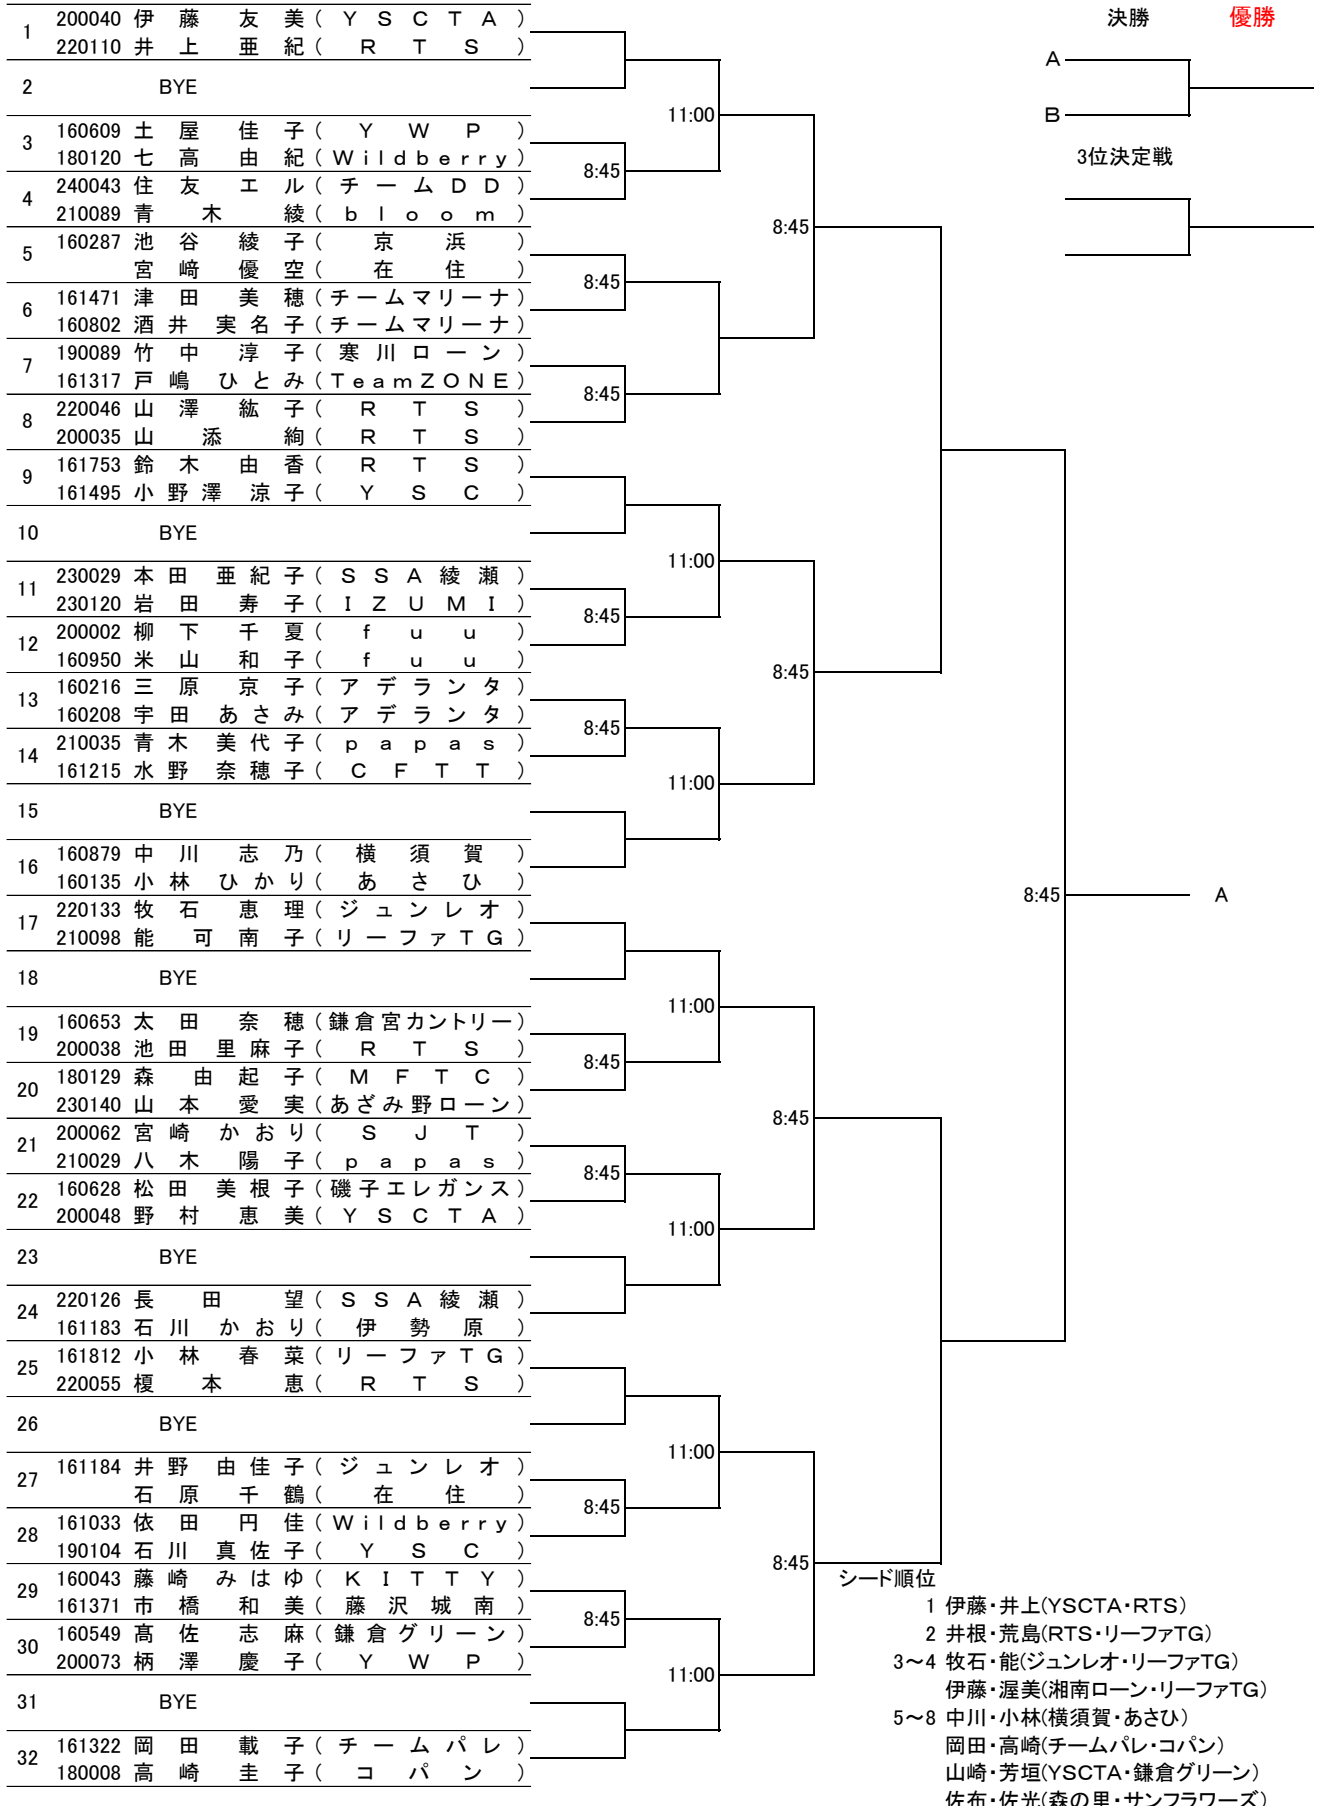 決勝 優勝
1 200040 伊藤友美(YSCTA)
220110 井上亜紀(RTS)
A
2 BYE
11:00
B
3 160609 土屋佳子(YWP)
180120 七高由紀(Wildberry)
3位決定戦
8:45
4 240043 住友エル(チームDD)
210089 青木綾(bloom)
8:45
5 160287 池谷綾子(京浜)
宮﨑優空(在住)
8:45
6 161471 津田美穂(チームマリーナ)
160802 酒井実名子(チームマリーナ)
7 190089 竹中淳子(寒川ローン)
161317 戸嶋ひとみ(TeamZONE)
8:45
8 220046 山澤紘子(RTS)
200035 山添絢(RTS)
9 161753 鈴木由香(RTS)
161495 小野澤涼子(YSC)
10 BYE
11:00
11 230029 本田亜紀子(SSA綾瀬)
230120 岩田寿子(IZUMI)
8:45
12 200002 柳下千夏(fuu)
160950 米山和子(fuu)
8:45
13 160216 三原京子(アデランタ)
160208 宇田あさみ(アデランタ)
8:45
14 210035 青木美代子(papas)
161215 水野奈穂子(CFTT)
11:00
15 BYE
16 160879 中川志乃(横須賀)
160135 小林ひかり(あさひ)
8:45 A
17 220133 牧石恵理(ジュンレオ)
210098 能可南子(リーファTG)
18 BYE
11:00
19 160653 太田奈穂(鎌倉宮カントリー)
200038 池田里麻子(RTS)
8:45
20 180129 森由起子(MFTC)
230140 山本愛実(あざみ野ローン)
8:45
21 200062 宮崎かおり(SJT)
210029 八木陽子(papas)
8:45
22 160628 松田美根子(磯子エレガンス)
200048 野村恵美(YSCTA)
11:00
23 BYE
24 220126 長田望(SSA綾瀬)
161183 石川かおり(伊勢原)
25 161812 小林春菜(リーファTG)
220055 榎本恵(RTS)
26 BYE
11:00
27 161184 井野由佳子(ジュンレオ)
石原千鶴(在住)
8:45
28 161033 依田円佳(Wildberry)
190104 石川真佐子(YSC)
8:45
シード順位
29 160043 藤崎みはゆ(KITTY)
161371 市橋和美(藤沢城南)
8:45
1 伊藤・井上(YSCTA・RTS)
30 160549 髙佐志麻(鎌倉グリーン)
200073 柄澤慶子(YWP)
2 井根・荒島(RTS・リーファTG)
3～4 牧石・能(ジュンレオ・リーファTG)
11:00
伊藤・渥美(湘南ローン・リーファTG)
31 BYE
5～8 中川・小林(横須賀・あさひ)
32 161322 岡田載子(チームパレ)
180008 高崎圭子(コパン)
岡田・高崎(チームパレ・コパン)
山崎・芳垣(YSCTA・鎌倉グリーン)
佐布・佐光(森の里・サンフラワーズ)